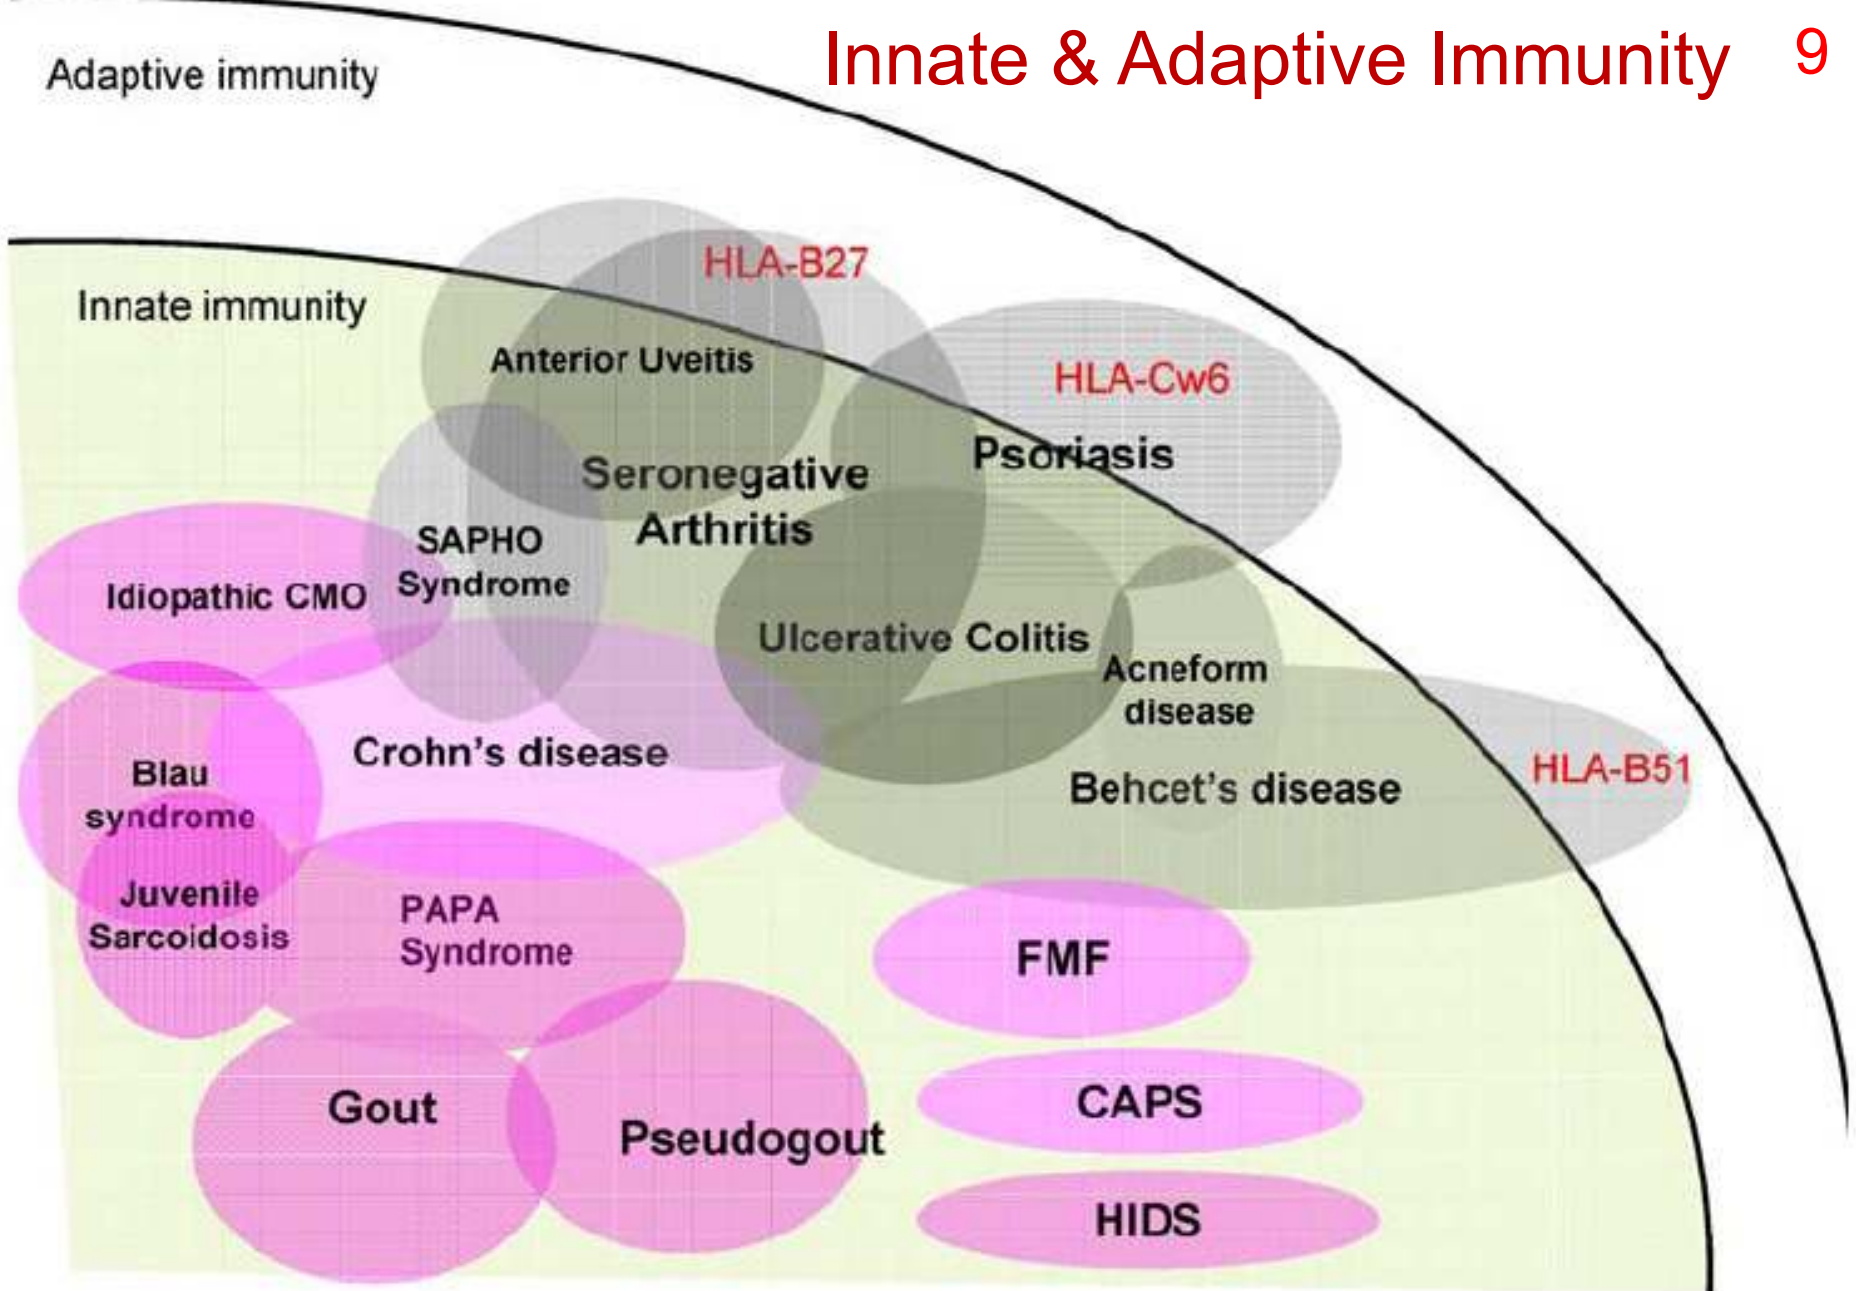 Innate & Adaptive Immunity 9
Adaptive immunity
HLA-B27
Innate immunity
Anterior Uveitis
HLA-Cw6
Psoriasis
Seronegative
Arthritis
SAPHO
Syndrome
Idiopathic CMO
Ulcerative Colitis
Acneform
disease
Crohn's disease
Blau
syndrome
Behcet's disease
HLA-B51
Juvenile
Sarcoidosis
PAPA
Syndrome
FMF
Gout
Pseudogout
CAPS
HIDS